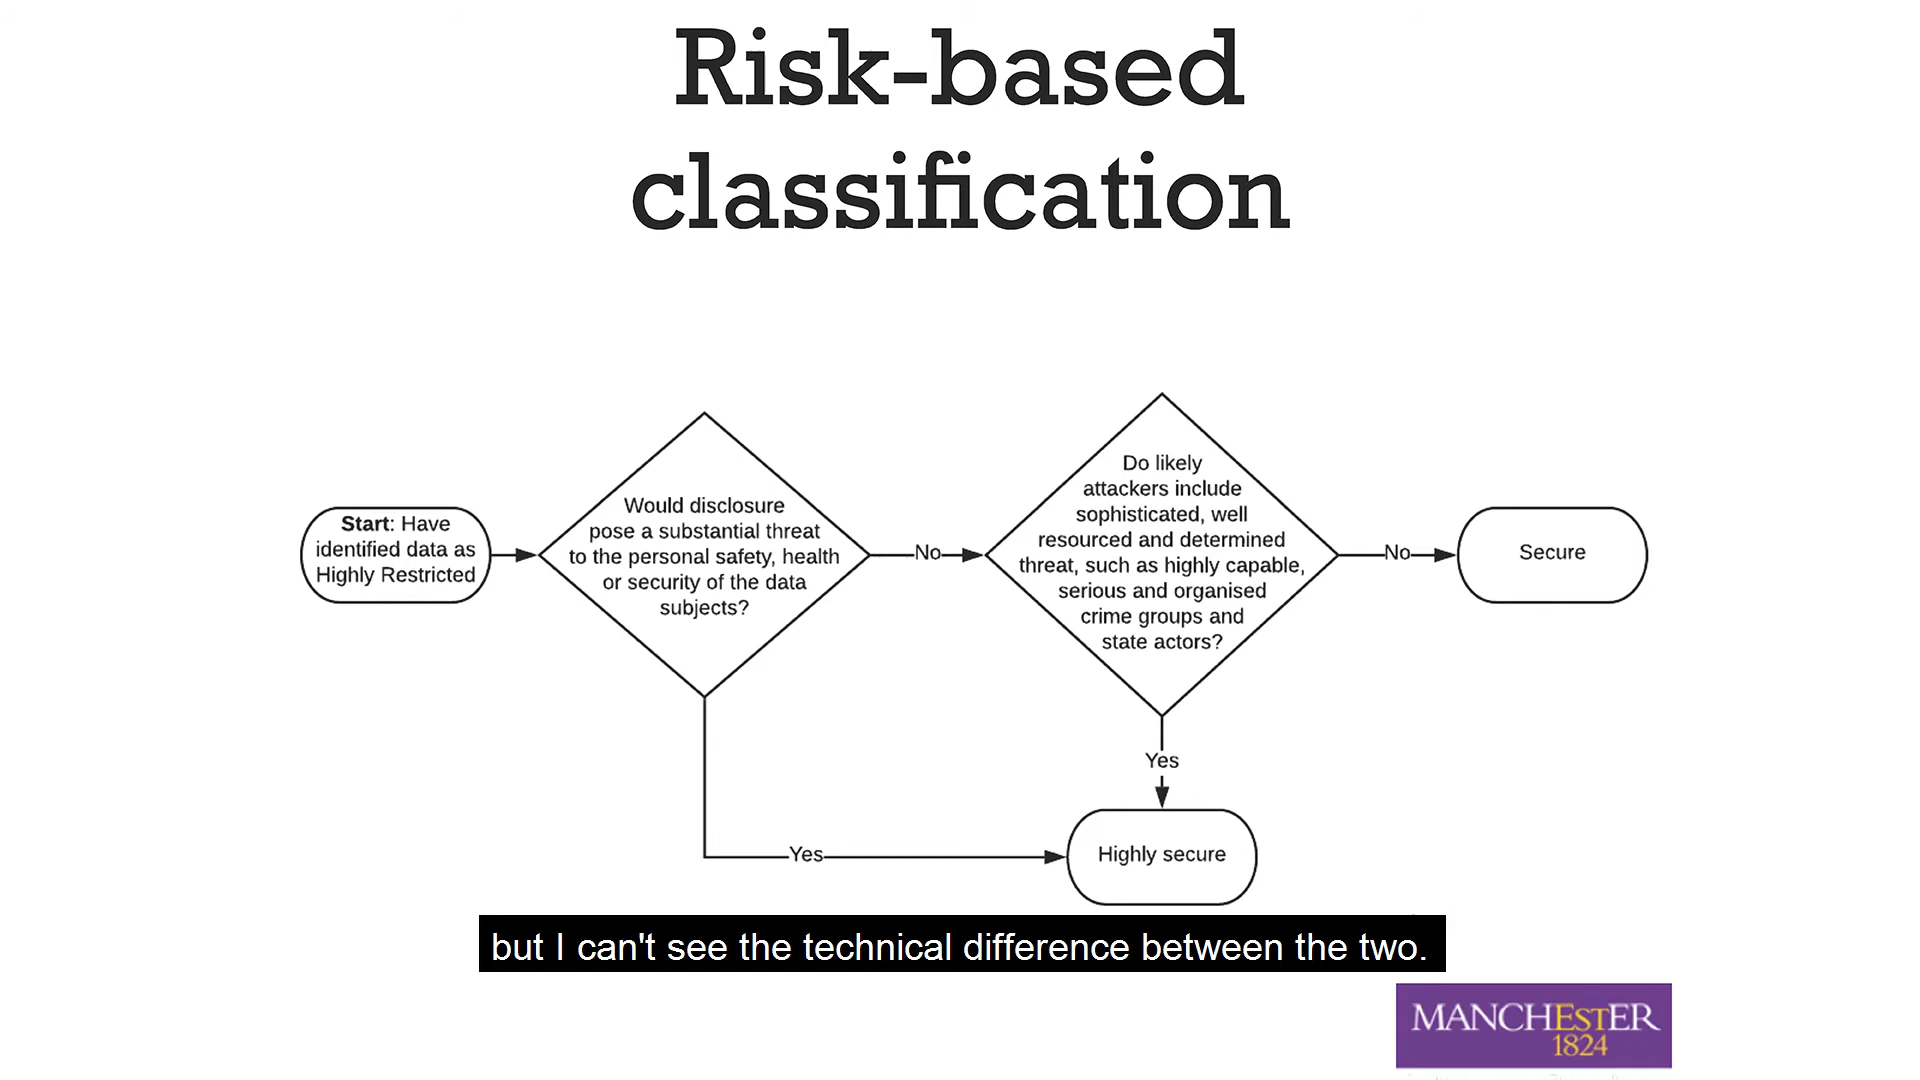 Risk-based
classification
Start: Have
identified data as
Highly Restricted
Would disclosure
pose a substantial threat
to the personal safety, health
or security of the data
subjects?
No
Do likely
attackers include
sophisticated, well
resourced and determined
threat, such as highly capable,
serious and organised
crime groups and
state actors?
No
Secure
Yes
Yes
Highly secure
but I can't see the technical difference between the two.
MANCHEstER
1824